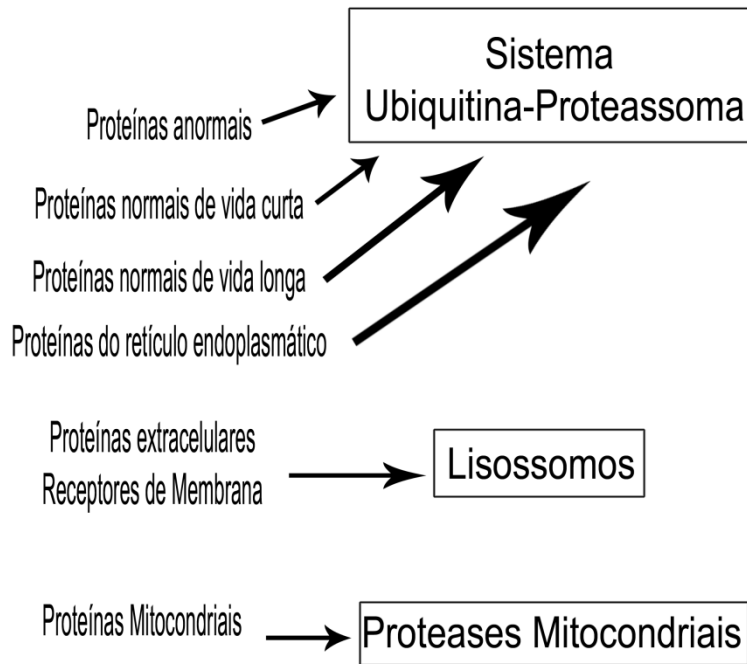 Sistema
Ubiquitina-Proteassoma
Proteínas anormais
Proteínas normais de vida curta
Proteínas normais de vida longa
Proteínas do retículo endoplasmático
Proteínas extracelulares
Receptores de Membrana
Lisossomos
Proteínas Mitocondriais
Proteases Mitocondriais